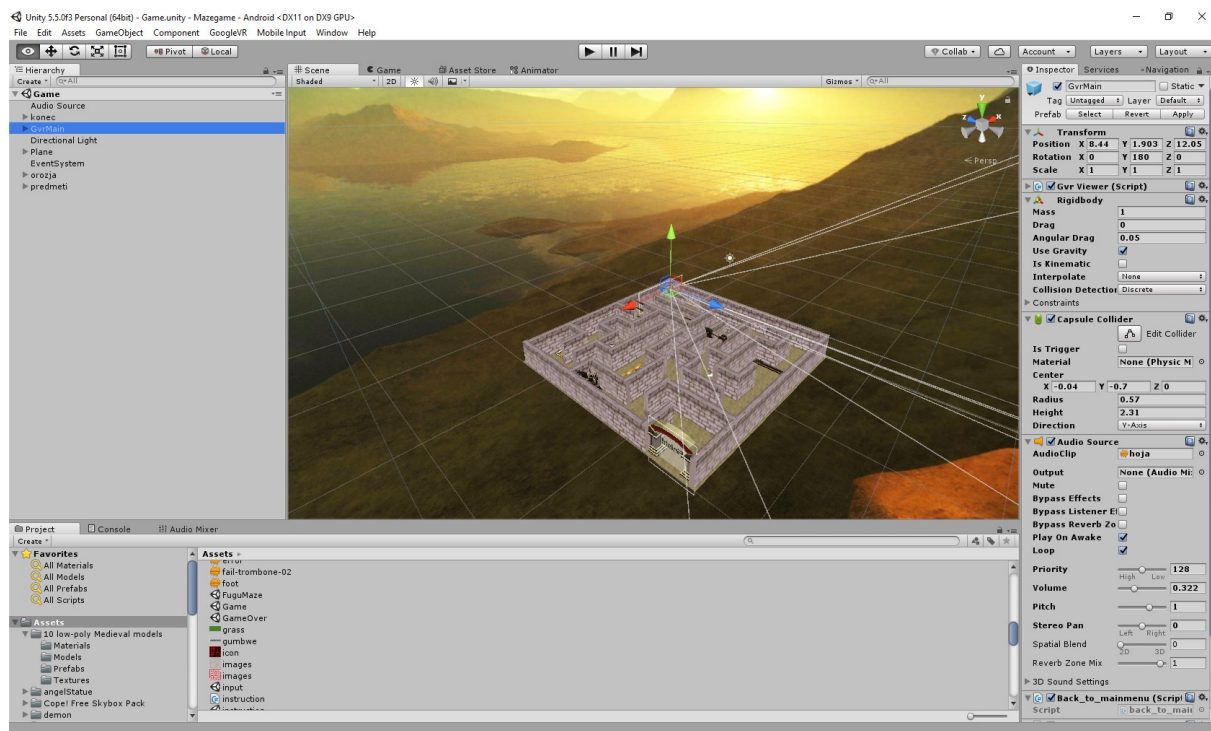 Unity 5.5.0f3 Personal (64bit) - Game.unity - Mazegame - Android <DX11 on DX9 GPU>
File Edit Assets GameObject Component GoogleVR Mobile Input Window Help
Pivot Local Collab Account Layers Layout
Hierarchy
Create All
Game
Audio Source
konec
GvrMain
Directional Light
Plane
EventSystem
orozja
predmeti
Scene Game Asset Store Animator
Shaded 2D Gizmos All
y
z x
Persp
Inspector Services Navigation
GvrMain Static
Tag Untagged Layer Default
Prefab Select Revert Apply
Transform
Position X 8.44 Y 1.903 Z 12.05
Rotation X 0 Y 180 Z 0
Scale X 1 Y 1 Z 1
Gvr Viewer (Script)
Rigidbody
Mass 1
Drag 0
Angular Drag 0.05
Use Gravity
Is Kinematic
Interpolate None
Collision Detection Discrete
Constraints
Capsule Collider
Edit Collider
Is Trigger
Material None (Physic M
Center
X -0.04 Y -0.7 Z 0
Radius 0.57
Height 2.31
Direction Y-Axis
Audio Source
AudioClip hoja
Output None (Audio Mi
Mute
Bypass Effects
Bypass Listener Ef
Bypass Reverb Zo
Play On Awake
Loop
Priority 128
High Low
Volume 0.322
Pitch 1
Stereo Pan 0
Left Right
Spatial Blend 0
2D 3D
Reverb Zone Mix 1
3D Sound Settings
Back_to_mainmenu (Script
Script back_to_mai
Project Console Audio Mixer
Create
Favorites
All Materials
All Models
All Prefabs
All Scripts
Assets
10 low-poly Medieval models
Materials
Models
Prefabs
Textures
angelStatue
Cope! Free Skybox Pack
demon
Assets
error
fail-trombone-02
foot
FuguMaze
Game
GameOver
grass
gumbwe
icon
images
images
input
instruction
instruction